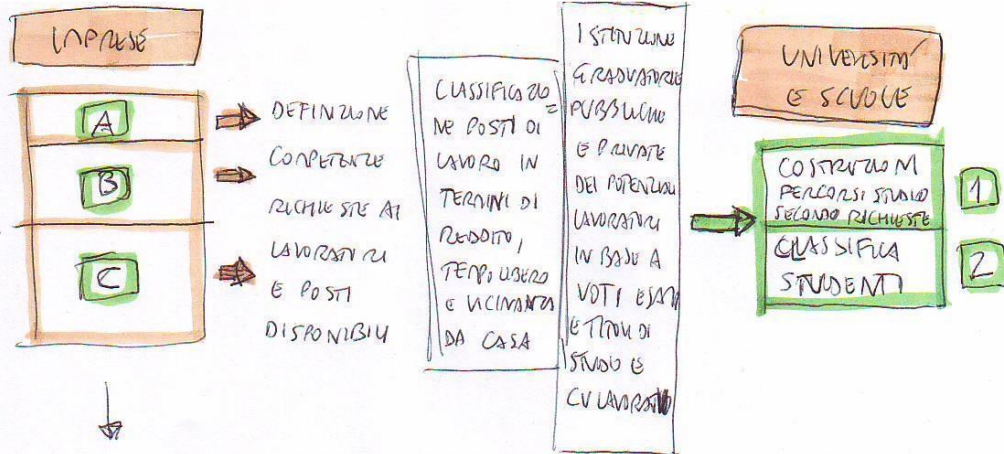 IMPRESE
A
B
C
DEFINIZIONE
COMPETENZE
RICHIESTE AI
LAVORATORI
E POSTI
DISPONIBILI
CLASSIFICAZIO=
NE POSTI DI
LAVORO IN
TERMINI DI
REDDITO,
TEMPO LIBERO
E VICINANZA
DA CASA
ISTITUZIONE
GRADUATORIE
PUBBLICHE
E PRIVATE
DEI POTENZIALI
LAVORATORI
IN BASE A
VOTI ESAMI
E TITOLI DI
STUDIO E
CV LAVORATIVO
UNIVERSITÁ
E SCUOLE
COSTRUZIONI
PERCORSI STUDIO
SECONDO RICHIESTE
1
CLASSIFICA
STUDENTI
2